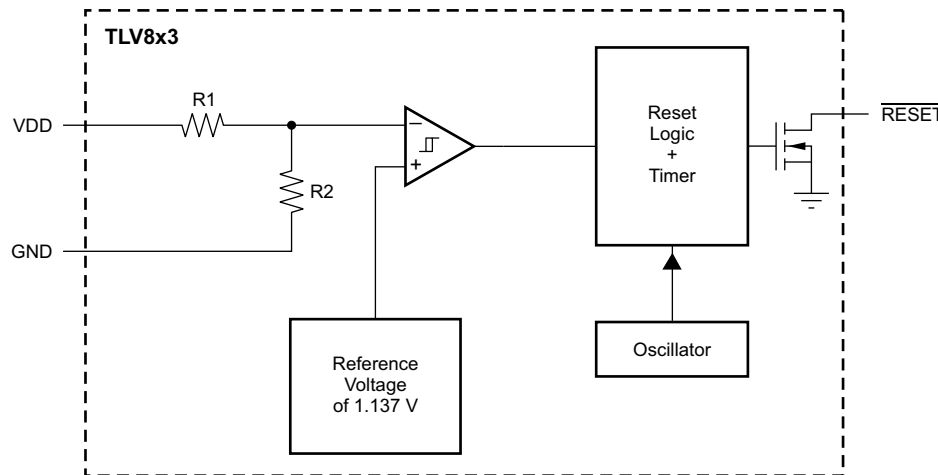 TLV8x3
R1
VDD
R2
GND
−
+
Reset
Logic
+
Timer
RESET
Oscillator
Reference
Voltage
of 1.137 V